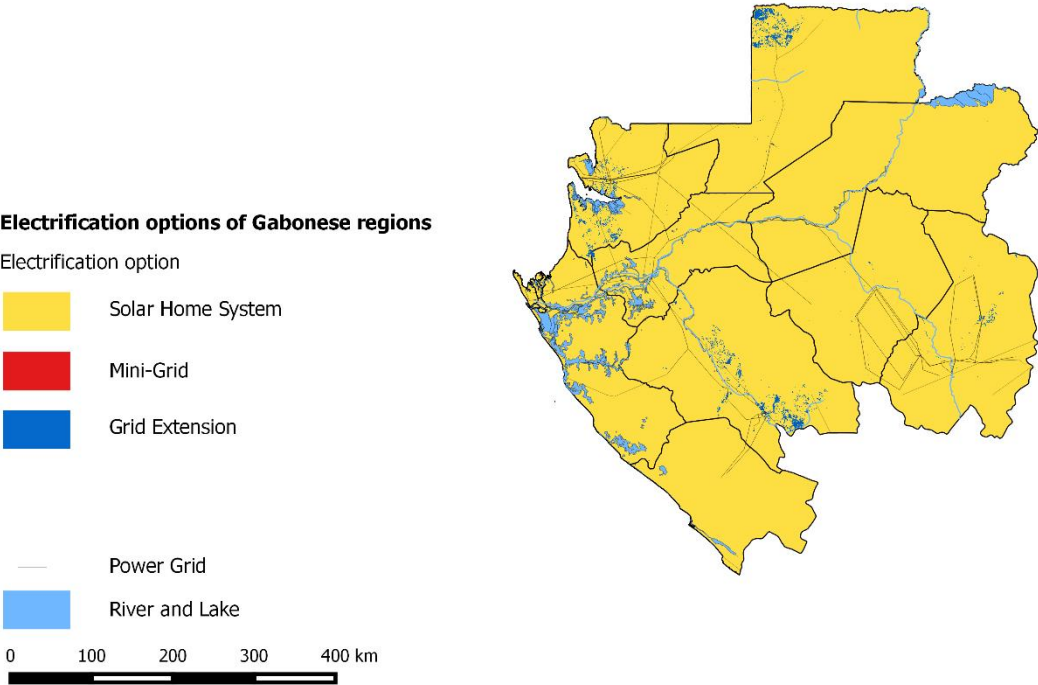 Electrification options of Gabonese regions
Electrification option
Solar Home System
Mini-Grid
Grid Extension
Power Grid
River and Lake
0 100 200 300 400 km